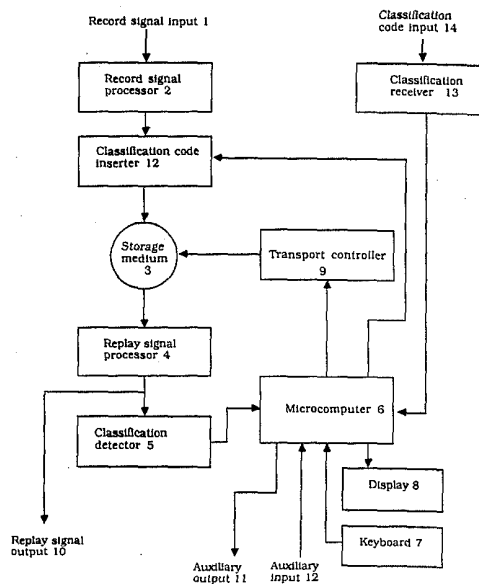 Record signal input 1
Classification
code input 14
Record signal
processor 2
Classification
receiver 13
Classification code
inserter 12
Storage
medium
3
Transport controller
9
Replay signal
processor 4
Microcomputer 6
Classification
detector 5
Display 8
Keyboard 7
Replay signal
output 10
Auxiliary
output 11
Auxiliary
input 12